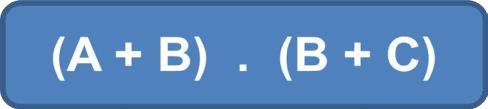 (A + B) . (B + C)